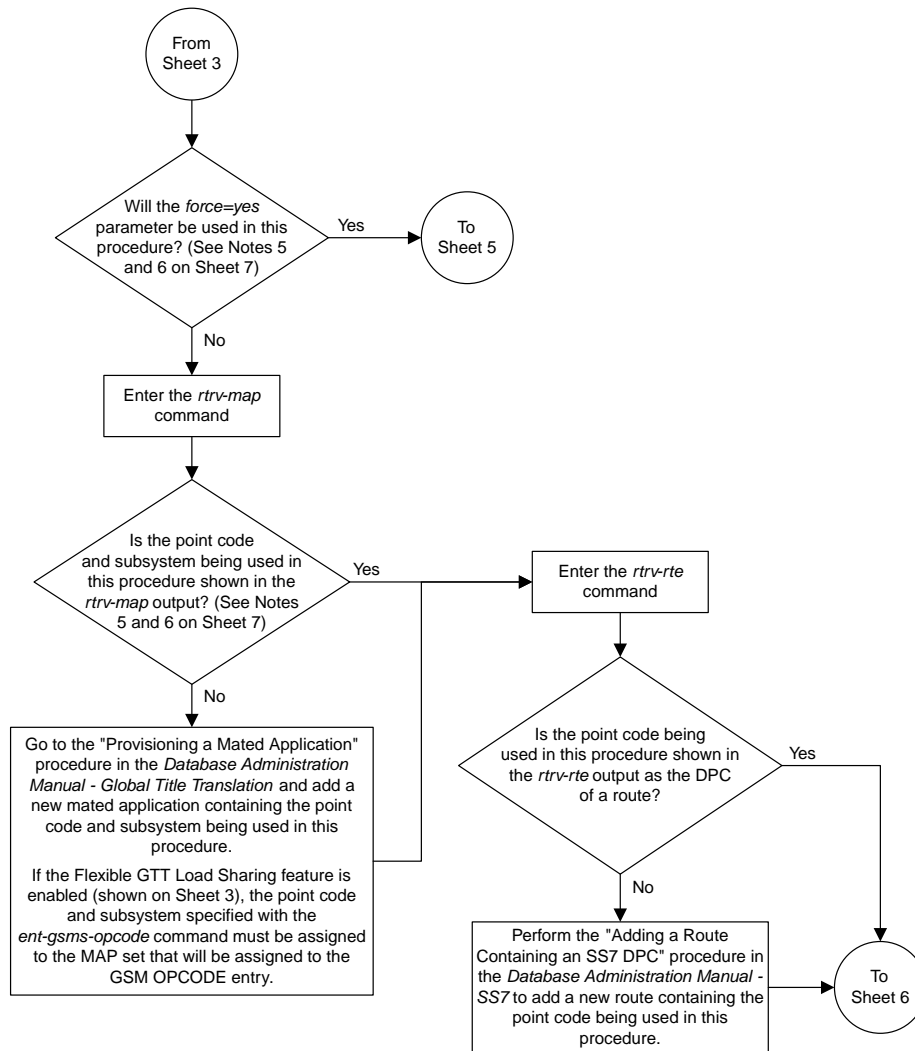 From
Sheet 3
Will the force=yes
parameter be used in this
procedure? (See Notes 5
and 6 on Sheet 7)
Yes
To
Sheet 5
No
Enter the rtrv-map
command
Is the point code
and subsystem being used in
this procedure shown in the
rtrv-map output? (See Notes
5 and 6 on Sheet 7)
Yes
Enter the rtrv-rte
command
No
Go to the "Provisioning a Mated Application"
procedure in the Database Administration
Manual - Global Title Translation and add a
new mated application containing the point
code and subsystem being used in this
procedure.
If the Flexible GTT Load Sharing feature is
enabled (shown on Sheet 3), the point code
and subsystem specified with the
ent-gsms-opcode command must be assigned
to the MAP set that will be assigned to the
GSM OPCODE entry.
Is the point code being
used in this procedure shown in
the rtrv-rte output as the DPC
of a route?
Yes
No
Perform the "Adding a Route
Containing an SS7 DPC" procedure in
the Database Administration Manual -
SS7 to add a new route containing the
point code being used in this
procedure.
To
Sheet 6